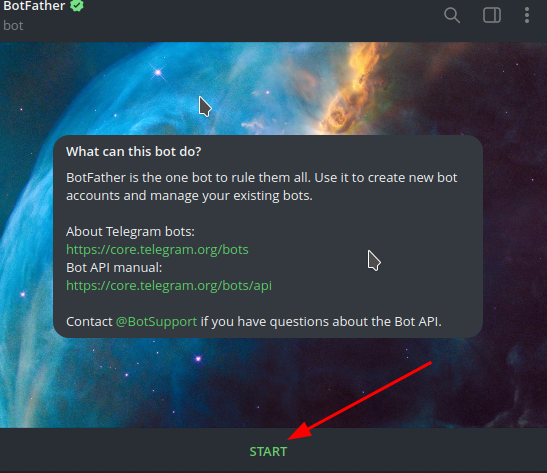 BotFather
bot
What can this bot do?
BotFather is the one bot to rule them all. Use it to create new bot
accounts and manage your existing bots.
About Telegram bots:
https://core.telegram.org/bots
Bot API manual:
https://core.telegram.org/bots/api
Contact @BotSupport if you have questions about the Bot API.
START